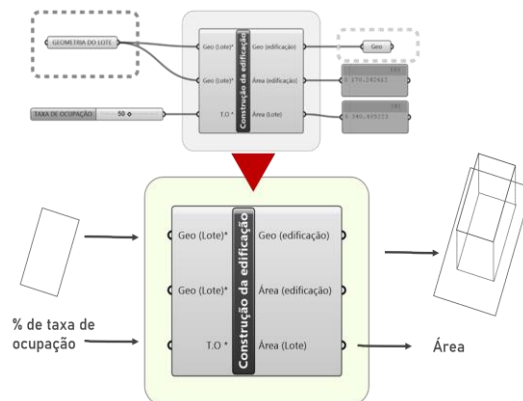 GEOMETRIA DO LOTE
Geo (Lote)*
Geo (Lote)*
T.O *
Construção da edificação
Geo (edificação)
Área (edificação)
Área (Lote)
Geo
TAXA DE OCUPAÇÃO
50
Geo (Lote)*
Geo (Lote)*
T.O *
Construção da edificação
Geo (edificação)
Área (edificação)
Área (Lote)
% de taxa de
ocupação
Área